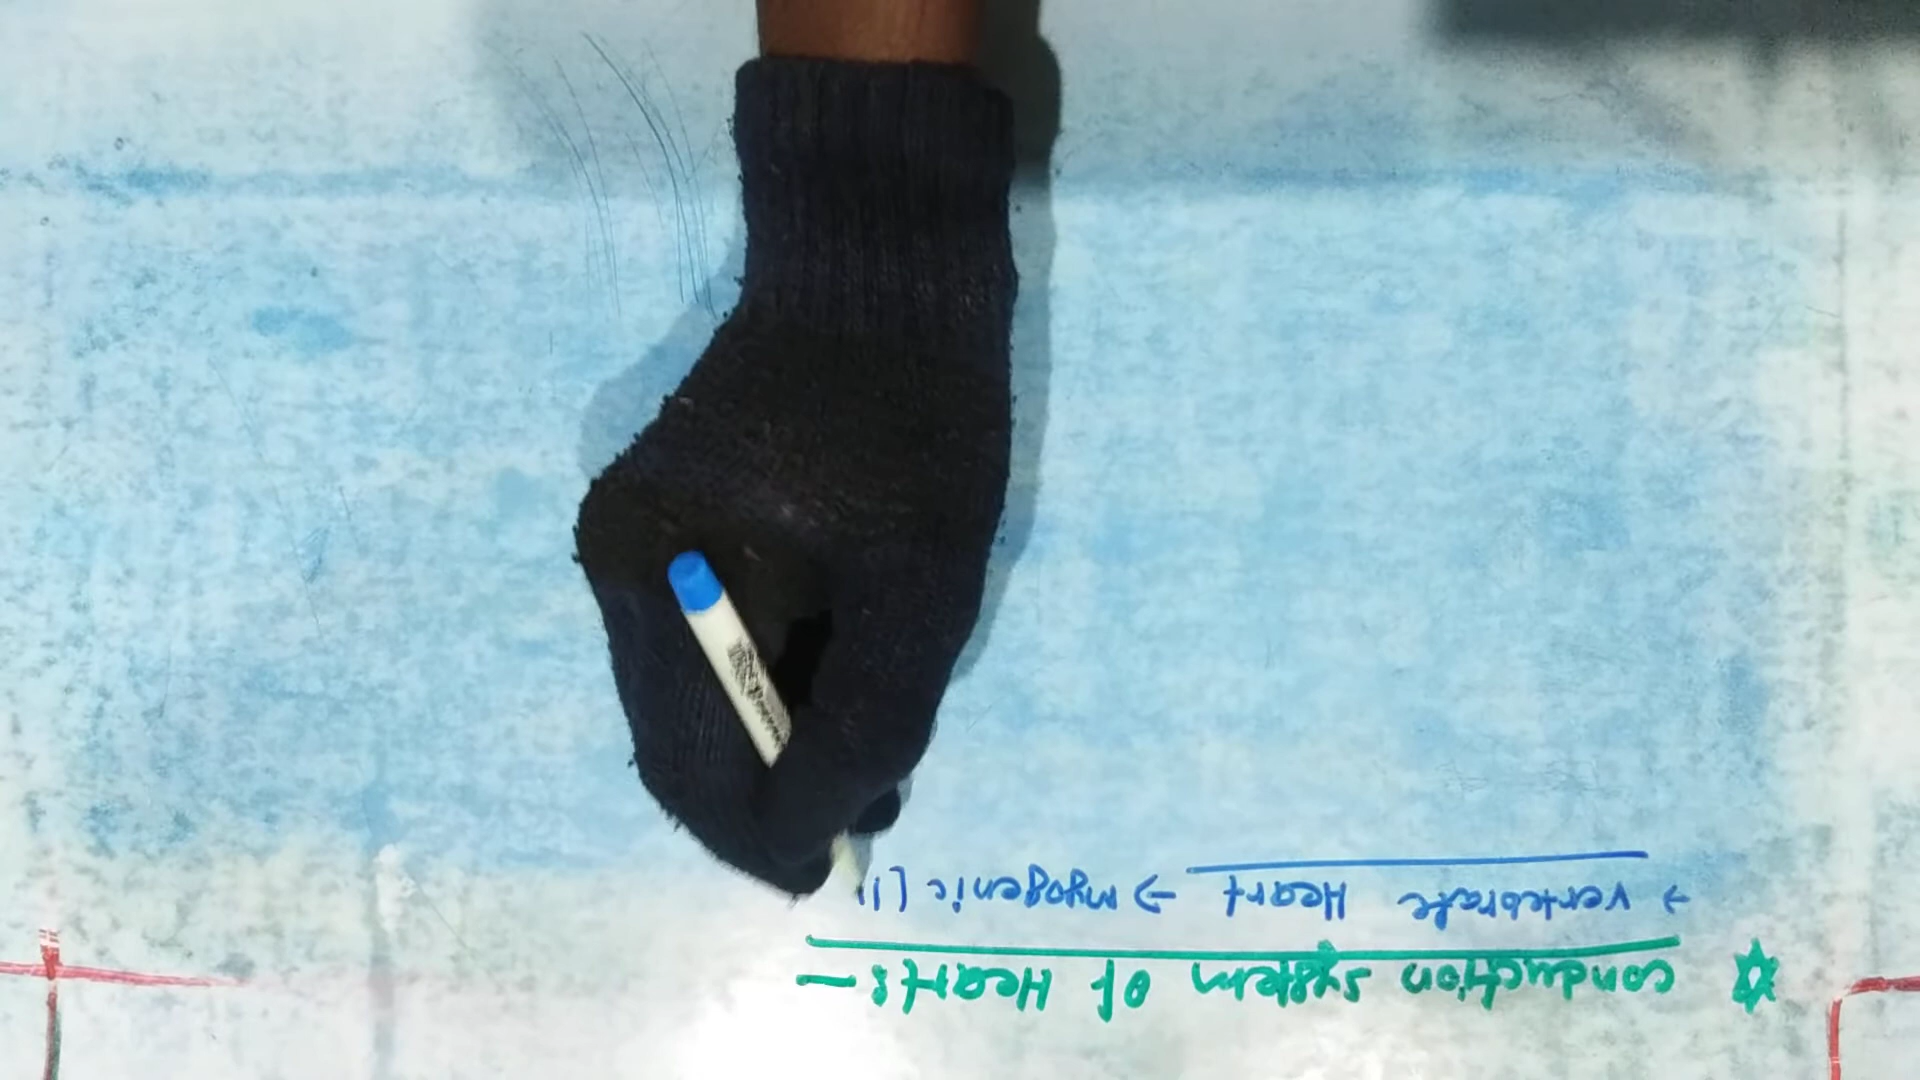 conduction system of Heart:—
→ vertebrate Heart → myogenic [